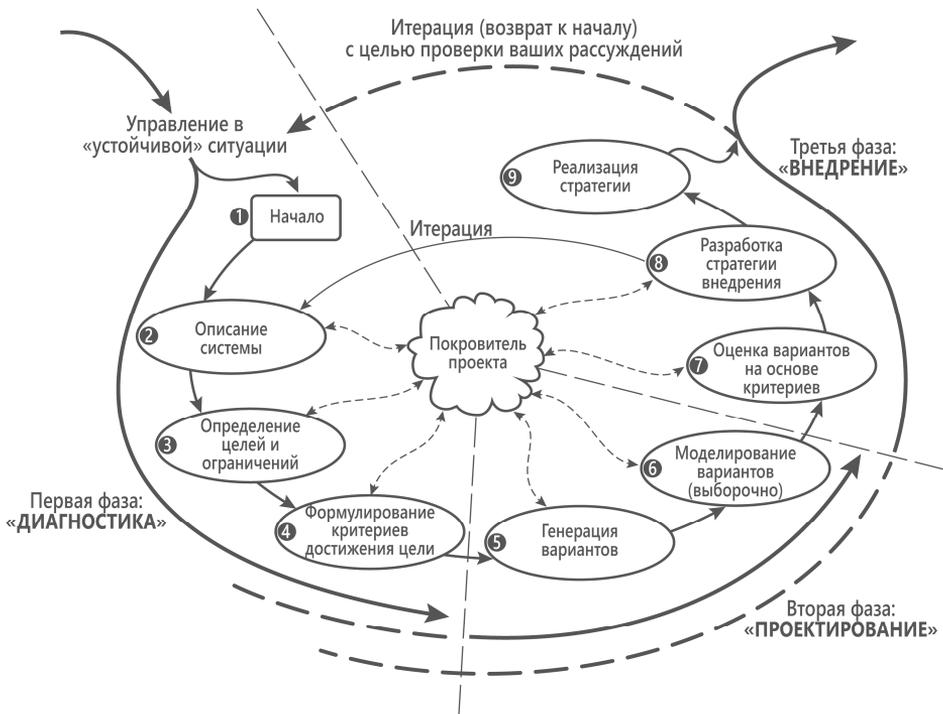 Итерация (возврат к началу)
с целью проверки ваших рассуждений
Управление в
«устойчивой» ситуации
Третья фаза:
«ВНЕДРЕНИЕ»
9 Реализация
стратегии
1 Начало
Итерация
8 Разработка
стратегии
внедрения
2 Описание
системы
Покровитель
проекта
7 Оценка вариантов
на основе
критериев
3 Определение
целей и
ограничений
6 Моделирование
вариантов
(выборочно)
Первая фаза:
«ДИАГНОСТИКА»
4 Формулирование
критериев
достижения цели
5 Генерация
вариантов
Вторая фаза:
«ПРОЕКТИРОВАНИЕ»